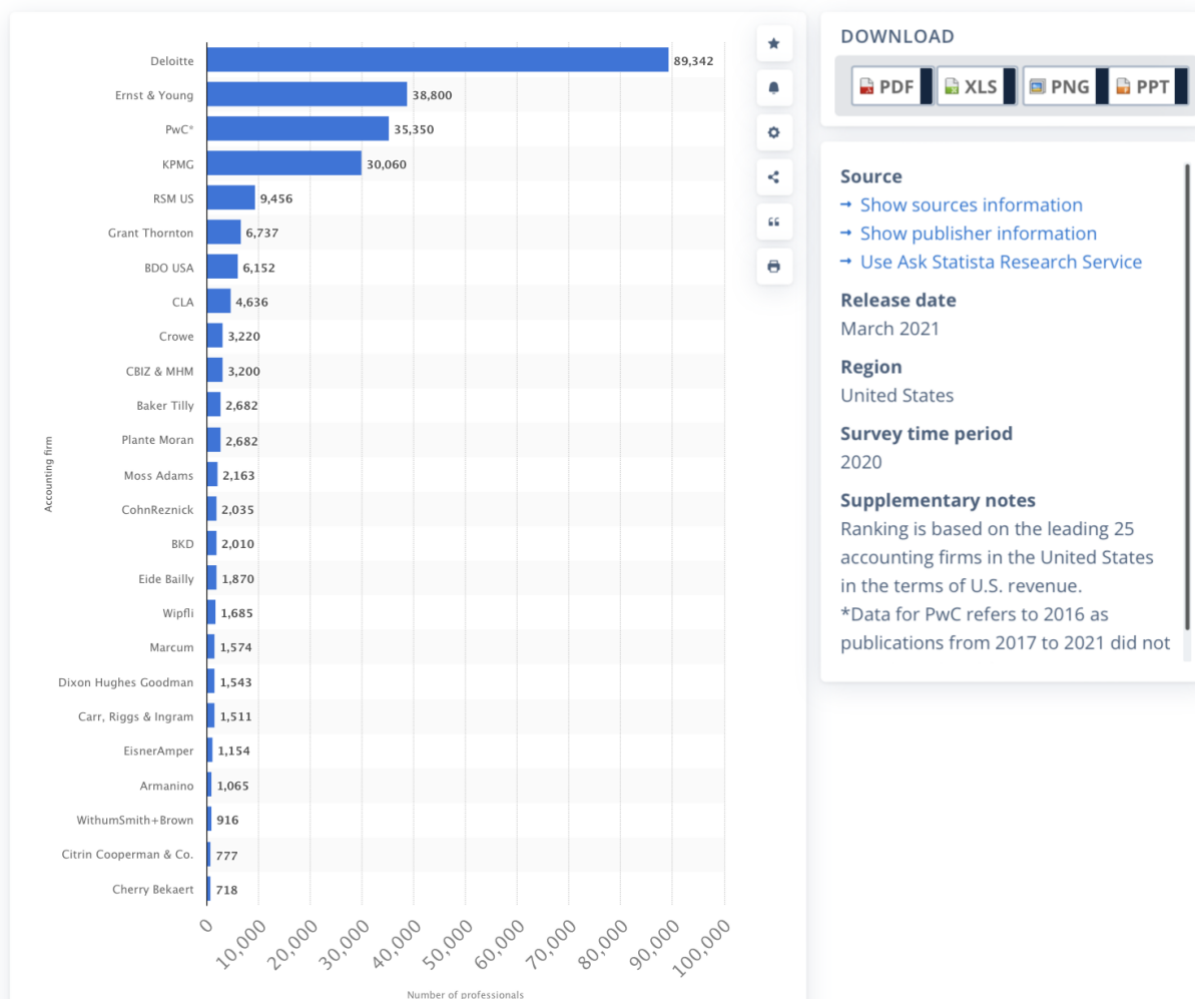 Deloitte 89,342
Ernst & Young 38,800
PwC* 35,350
KPMG 30,060
RSM US 9,456
Grant Thornton 6,737
BDO USA 6,152
CLA 4,636
Crowe 3,220
CBIZ & MHM 3,200
Baker Tilly 2,682
Plante Moran 2,682
Moss Adams 2,163
CohnReznick 2,035
BKD 2,010
Eide Bailly 1,870
Wipfli 1,685
Marcum 1,574
Dixon Hughes Goodman 1,543
Carr, Riggs & Ingram 1,511
EisnerAmper 1,154
Armanino 1,065
WithumSmith+Brown 916
Citrin Cooperman & Co. 777
Cherry Bekaert 718
Accounting firm
0 10,000 20,000 30,000 40,000 50,000 60,000 70,000 80,000 90,000 100,000
Number of professionals
DOWNLOAD
PDF XLS PNG PPT
Source
→ Show sources information
→ Show publisher information
→ Use Ask Statista Research Service
Release date
March 2021
Region
United States
Survey time period
2020
Supplementary notes
Ranking is based on the leading 25
accounting firms in the United States
in the terms of U.S. revenue.
*Data for PwC refers to 2016 as
publications from 2017 to 2021 did not